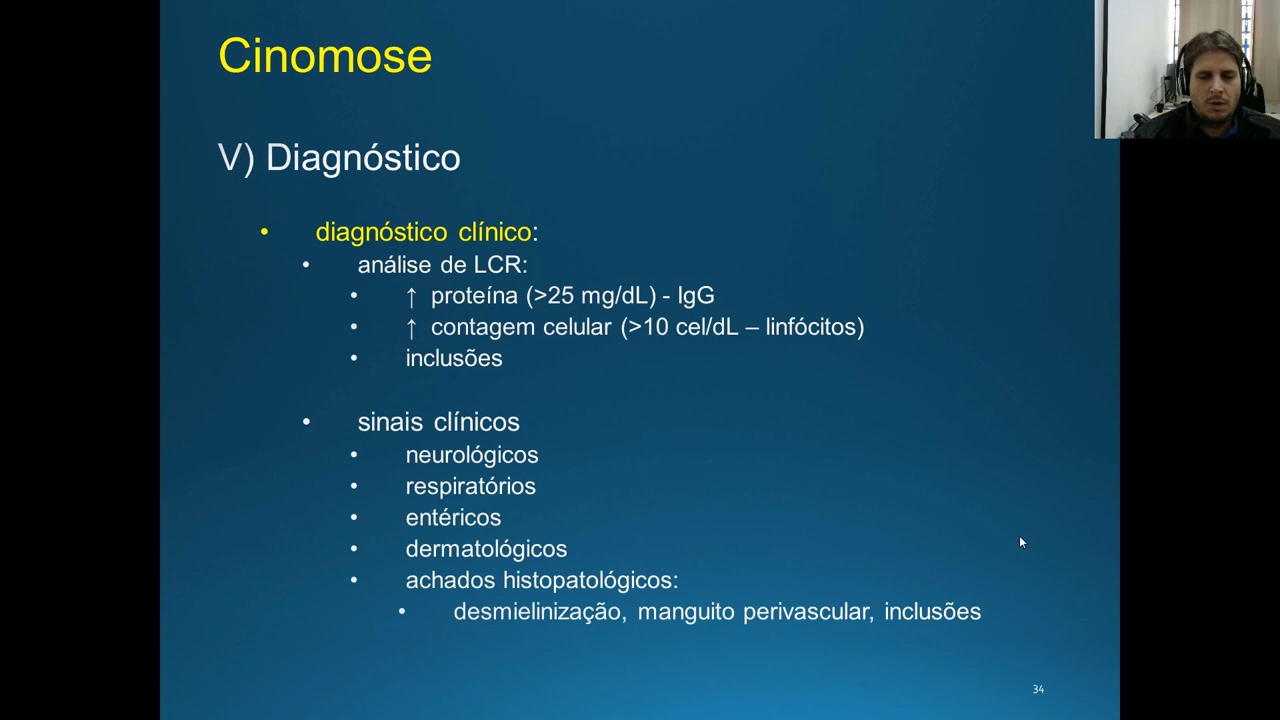 Cinomose
V) Diagnóstico
• diagnóstico clínico:
• análise de LCR:
• ↑ proteína (>25 mg/dL) - IgG
• ↑ contagem celular (>10 cel/dL – linfócitos)
• inclusões
• sinais clínicos
• neurológicos
• respiratórios
• entéricos
• dermatológicos
• achados histopatológicos:
• desmielinização, manguito perivascular, inclusões
34